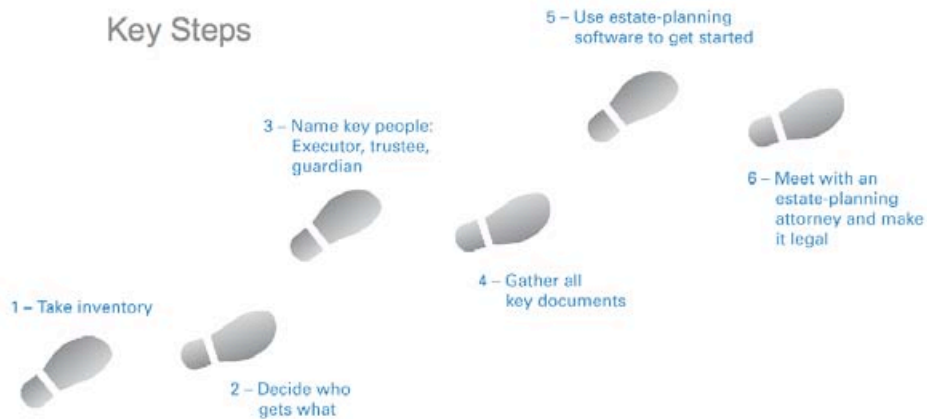 Key Steps
1 – Take inventory
2 – Decide who
gets what
3 – Name key people:
Executor, trustee,
guardian
4 – Gather all
key documents
5 – Use estate-planning
software to get started
6 – Meet with an
estate-planning
attorney and make
it legal